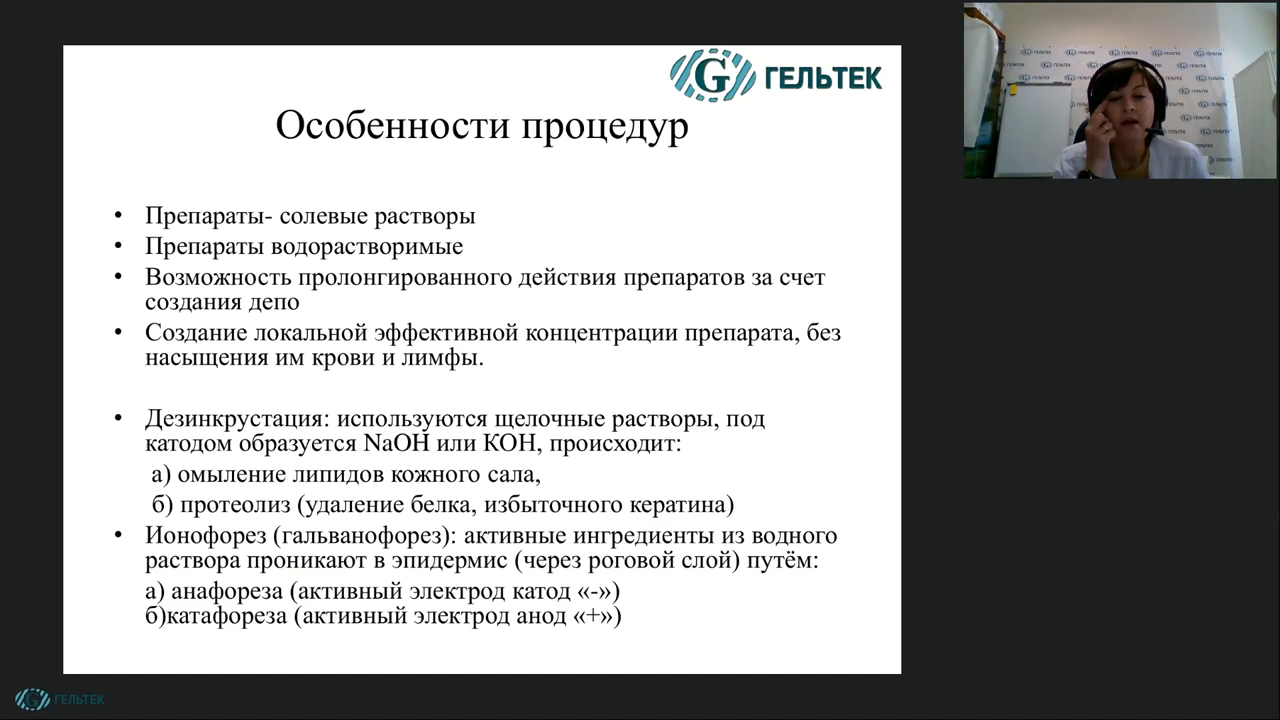 ГЕЛЬТЕК
Особенности процедур
• Препараты- солевые растворы
• Препараты водорастворимые
• Возможность пролонгированного действия препаратов за счет
создания депо
• Создание локальной эффективной концентрации препарата, без
насыщения им крови и лимфы.
• Дезинкрустация: используются щелочные растворы, под
катодом образуется NaOH или КОН, происходит:
а) омыление липидов кожного сала,
б) протеолиз (удаление белка, избыточного кератина)
• Ионофорез (гальванофорез): активные ингредиенты из водного
раствора проникают в эпидермис (через роговой слой) путём:
а) анафореза (активный электрод катод «-»)
б)катафореза (активный электрод анод «+»)
ГЕЛЬТЕК